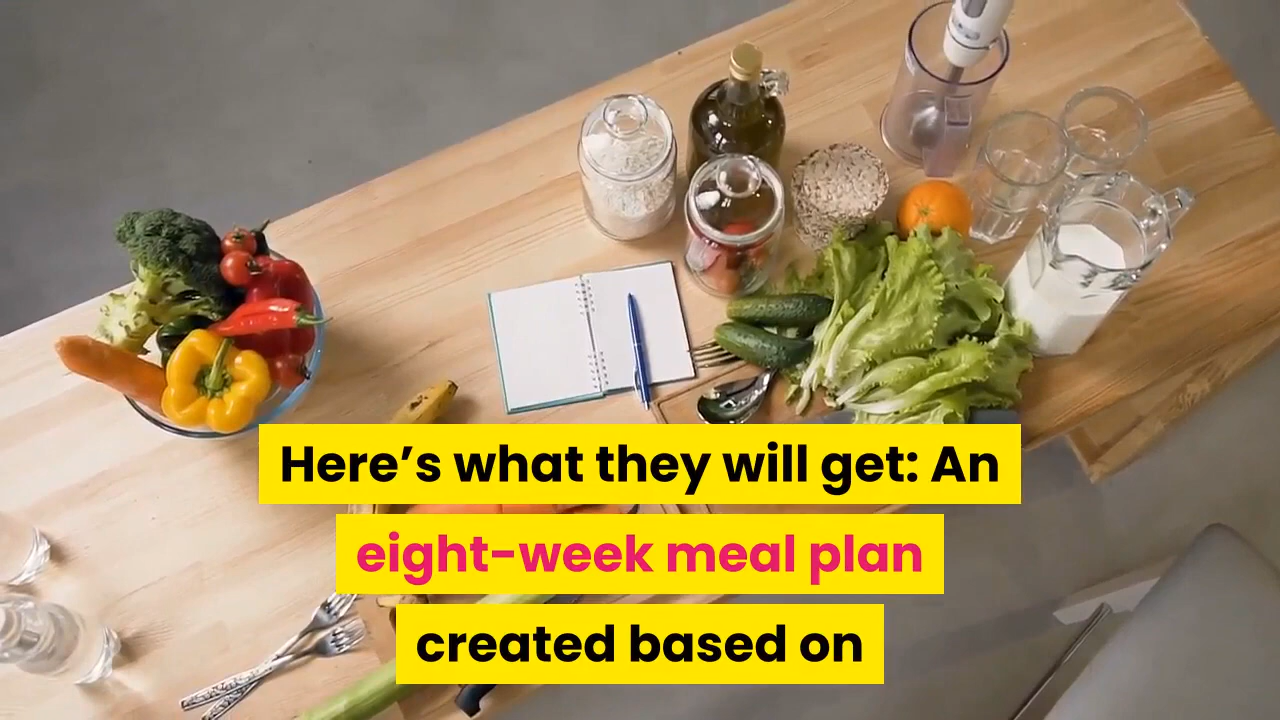 Here’s what they will get: An
eight-week meal plan
created based on